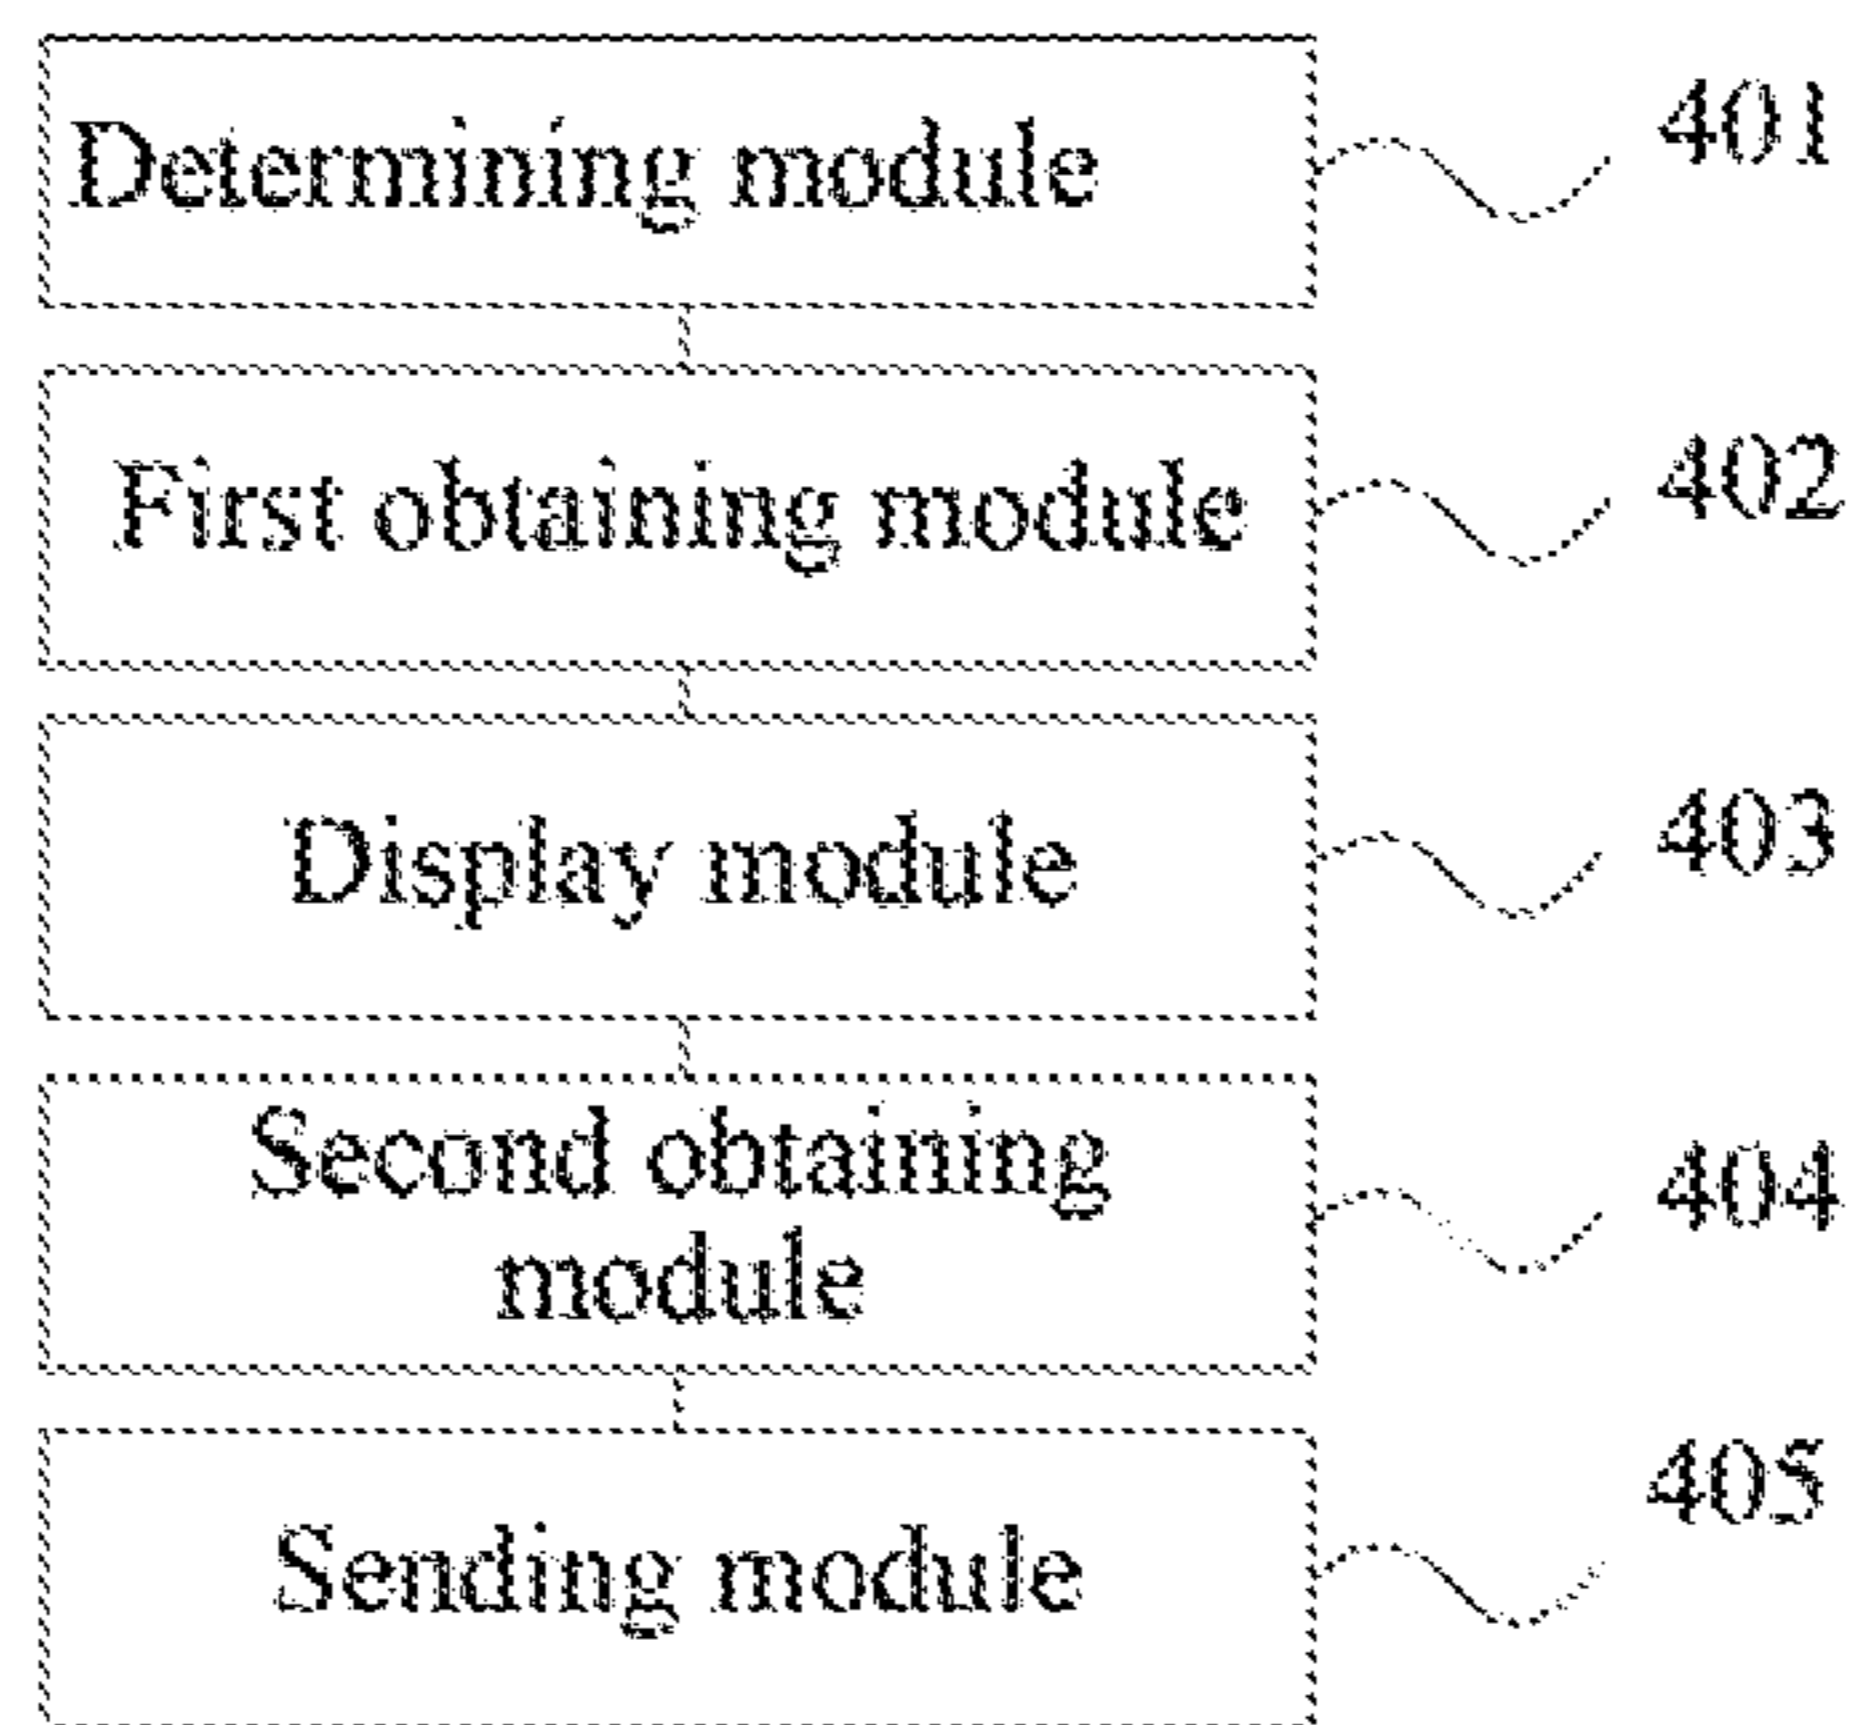 Determining module
401
First obtaining module
402
Display module
403
Second obtaining
module
404
Sending module
405